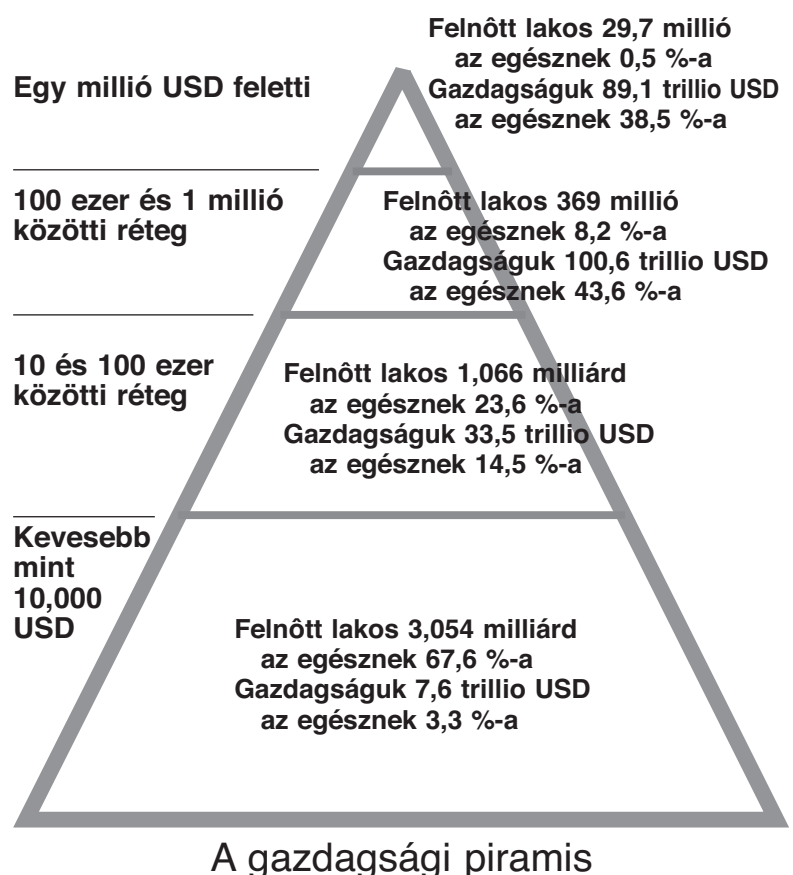 Felnôtt lakos 29,7 millió
az egésznek 0,5 %-a
Gazdagságuk 89,1 trillio USD
az egésznek 38,5 %-a
Egy millió USD feletti
100 ezer és 1 millió
közötti réteg
Felnôtt lakos 369 millió
az egésznek 8,2 %-a
Gazdagságuk 100,6 trillio USD
az egésznek 43,6 %-a
10 és 100 ezer
közötti réteg
Felnôtt lakos 1,066 milliárd
az egésznek 23,6 %-a
Gazdagságuk 33,5 trillio USD
az egésznek 14,5 %-a
Kevesebb
mint
10,000
USD
Felnôtt lakos 3,054 milliárd
az egésznek 67,6 %-a
Gazdagságuk 7,6 trillio USD
az egésznek 3,3 %-a
A gazdagsági piramis